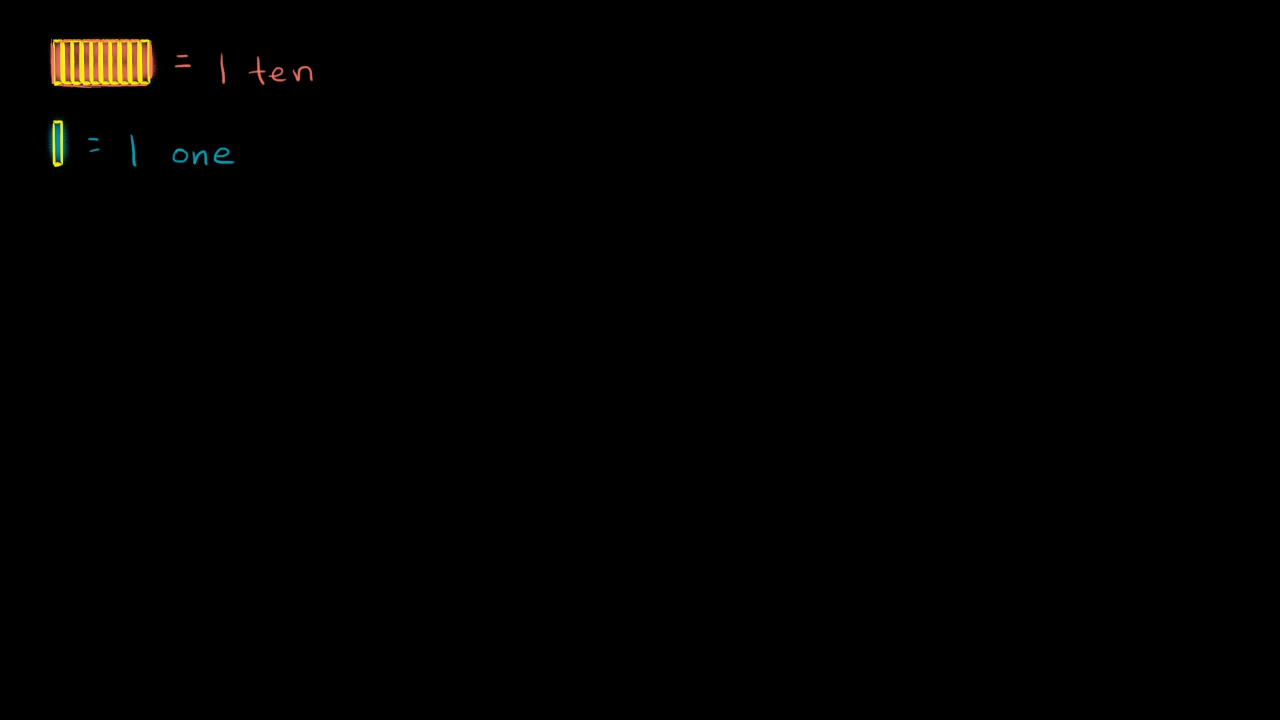 = 1 ten
= 1 one